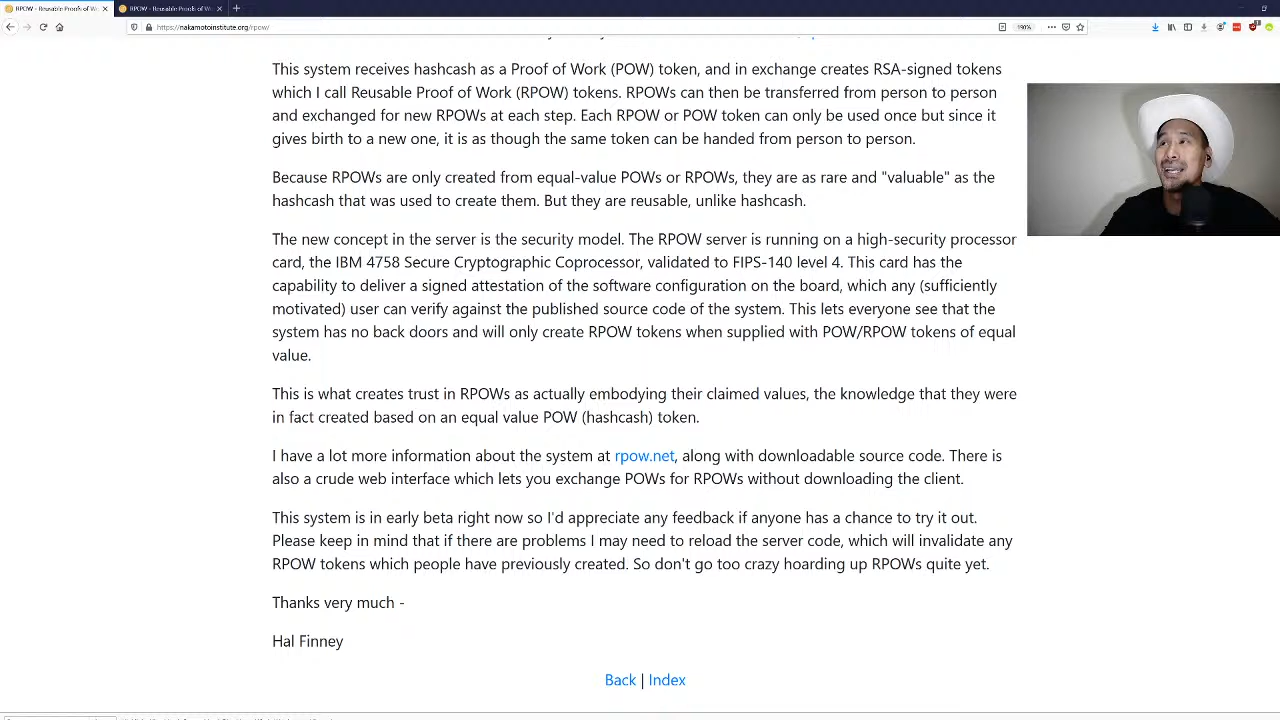 RPOW - Reusable Proofs of Wo
RPOW - Reusable Proofs of Wo
https://nakamotoinstitute.org/rpow/
190%
This system receives hashcash as a Proof of Work (POW) token, and in exchange creates RSA-signed tokens
which I call Reusable Proof of Work (RPOW) tokens. RPOWs can then be transferred from person to person
and exchanged for new RPOWs at each step. Each RPOW or POW token can only be used once but since it
gives birth to a new one, it is as though the same token can be handed from person to person.
Because RPOWs are only created from equal-value POWs or RPOWs, they are as rare and "valuable" as the
hashcash that was used to create them. But they are reusable, unlike hashcash.
The new concept in the server is the security model. The RPOW server is running on a high-security processor
card, the IBM 4758 Secure Cryptographic Coprocessor, validated to FIPS-140 level 4. This card has the
capability to deliver a signed attestation of the software configuration on the board, which any (sufficiently
motivated) user can verify against the published source code of the system. This lets everyone see that the
system has no back doors and will only create RPOW tokens when supplied with POW/RPOW tokens of equal
value.
This is what creates trust in RPOWs as actually embodying their claimed values, the knowledge that they were
in fact created based on an equal value POW (hashcash) token.
I have a lot more information about the system at rpow.net, along with downloadable source code. There is
also a crude web interface which lets you exchange POWs for RPOWs without downloading the client.
This system is in early beta right now so I'd appreciate any feedback if anyone has a chance to try it out.
Please keep in mind that if there are problems I may need to reload the server code, which will invalidate any
RPOW tokens which people have previously created. So don't go too crazy hoarding up RPOWs quite yet.
Thanks very much -
Hal Finney
Back | Index